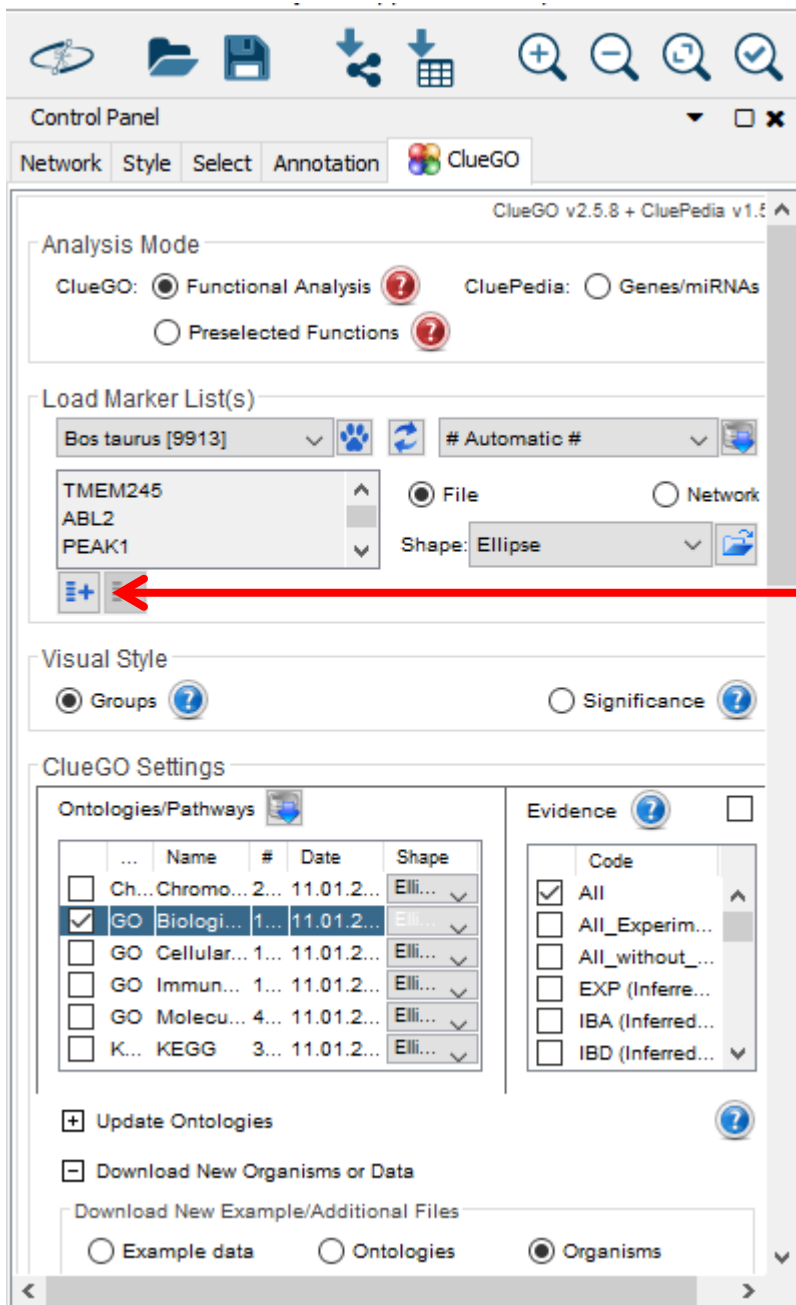 Control Panel
Network Style Select Annotation ClueGO
ClueGO v2.5.8 + CluePedia v1.5
Analysis Mode
ClueGO: Functional Analysis ? CluePedia: Genes/miRNAs
Preselected Functions ?
Load Marker List(s)
Bos taurus [9913] # Automatic #
TMEM245 File Network
ABL2
PEAK1 Shape: Ellipse
Visual Style
Groups ? Significance ?
ClueGO Settings
Ontologies/Pathways Evidence ?
... Name # Date Shape Code
Ch... Chromo... 2... 11.01.2... Elli... All
GO Biologi... 1... 11.01.2... Elli... All_Experim...
GO Cellular... 1... 11.01.2... Elli... All_without_...
GO Immun... 1... 11.01.2... Elli... EXP (Inferre...
GO Molecu... 4... 11.01.2... Elli... IBA (Inferred...
K... KEGG 3... 11.01.2... Elli... IBD (Inferred...
Update Ontologies ?
Download New Organisms or Data
Download New Example/Additional Files
Example data Ontologies Organisms